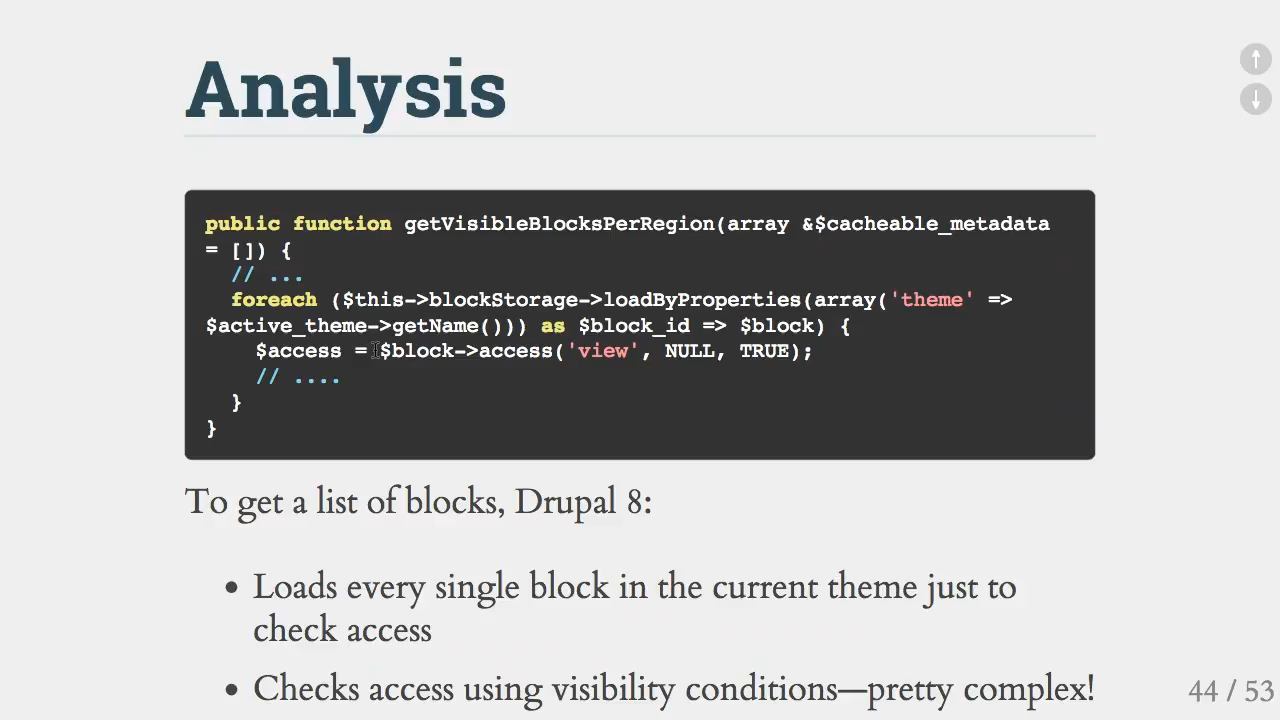 Analysis
public function getVisibleBlocksPerRegion(array &$cacheable_metadata
= []) {
// ...
foreach ($this->blockStorage->loadByProperties(array('theme' =>
$active_theme->getName())) as $block_id => $block) {
$access = $block->access('view', NULL, TRUE);
// ....
}
}
To get a list of blocks, Drupal 8:
• Loads every single block in the current theme just to
check access
• Checks access using visibility conditions—pretty complex!
44 / 53